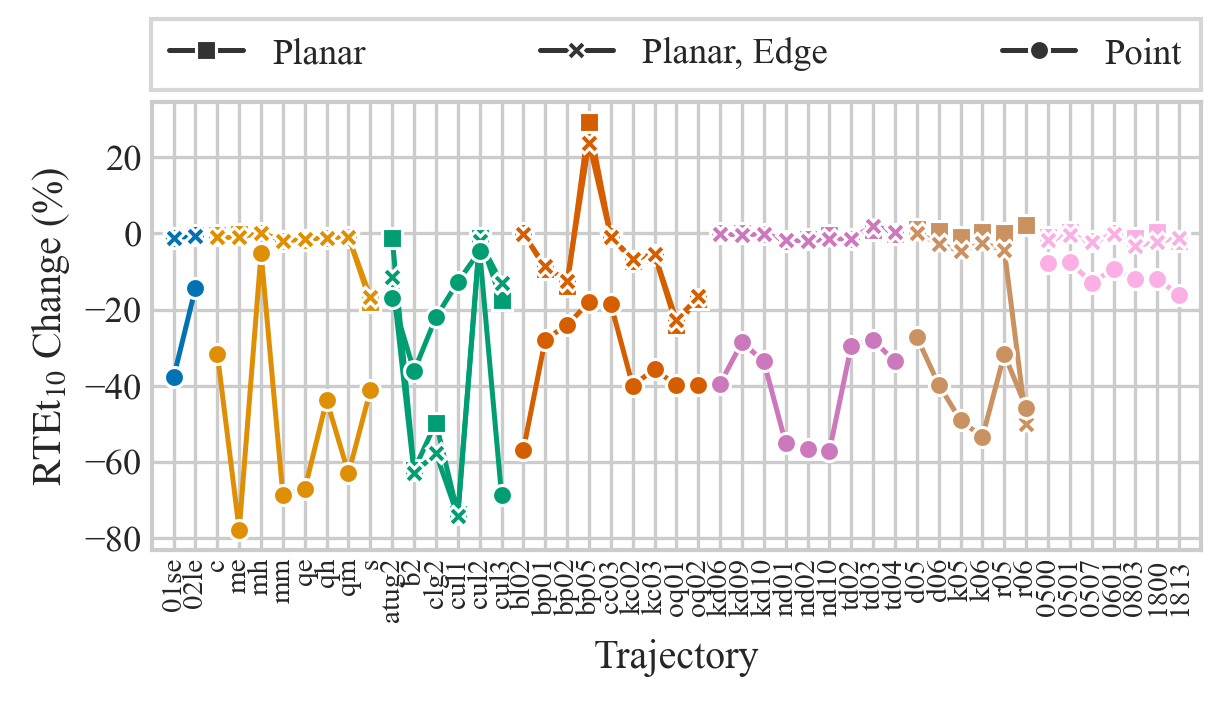 Planar Planar, Edge Point
RTEt10 Change (%)
20
0
−20
−40
−60
−80
01se 02le c me mh mm qe qh qm s atug2 b2 clg2 cul1 cul2 cul3 bl02 bp01 bp02 bp05 cc03 kc02 kc03 oq01 oq02 kd06 kd09 kd10 nd01 nd02 nd10 td02 td03 td04 d05 d06 k05 k06 r05 r06 0500 0501 0507 0601 0803 1800 1813
Trajectory